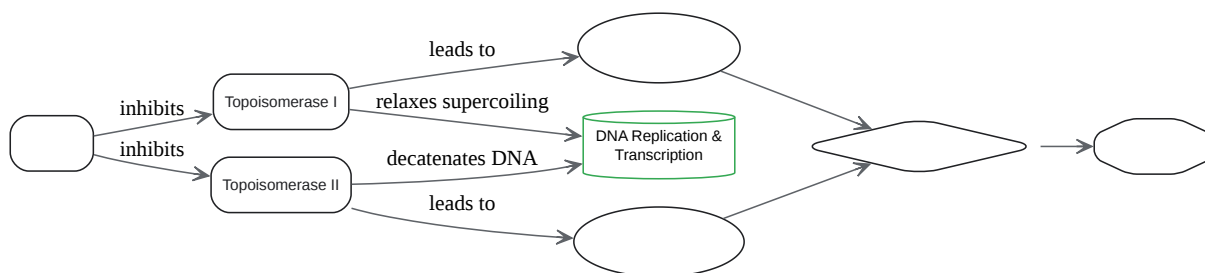 leads to
inhibits
Topoisomerase I
relaxes supercoiling
inhibits
DNA Replication &
Transcription
decatenates DNA
Topoisomerase II
leads to